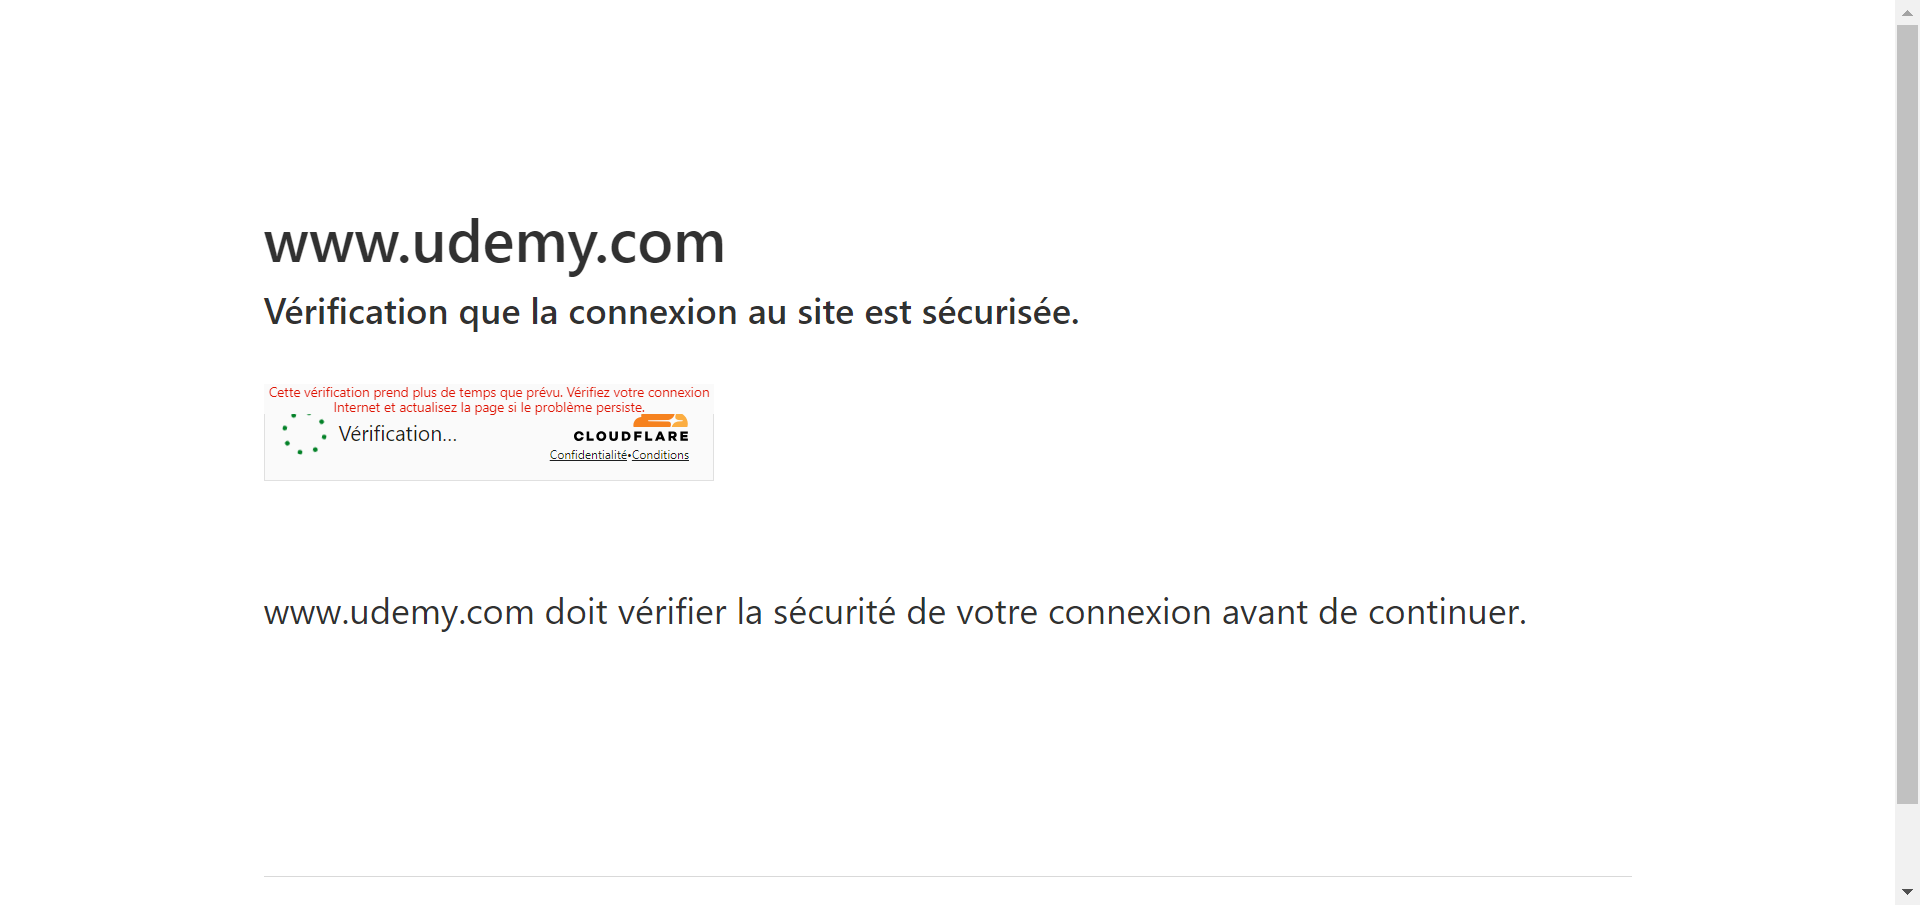 www.udemy.com
Vérification que la connexion au site est sécurisée.
Cette vérification prend plus de temps que prévu. Vérifiez votre connexion
Internet et actualisez la page si le problème persiste.
Vérification...
CLOUDFLARE
Confidentialité•Conditions
www.udemy.com doit vérifier la sécurité de votre connexion avant de continuer.